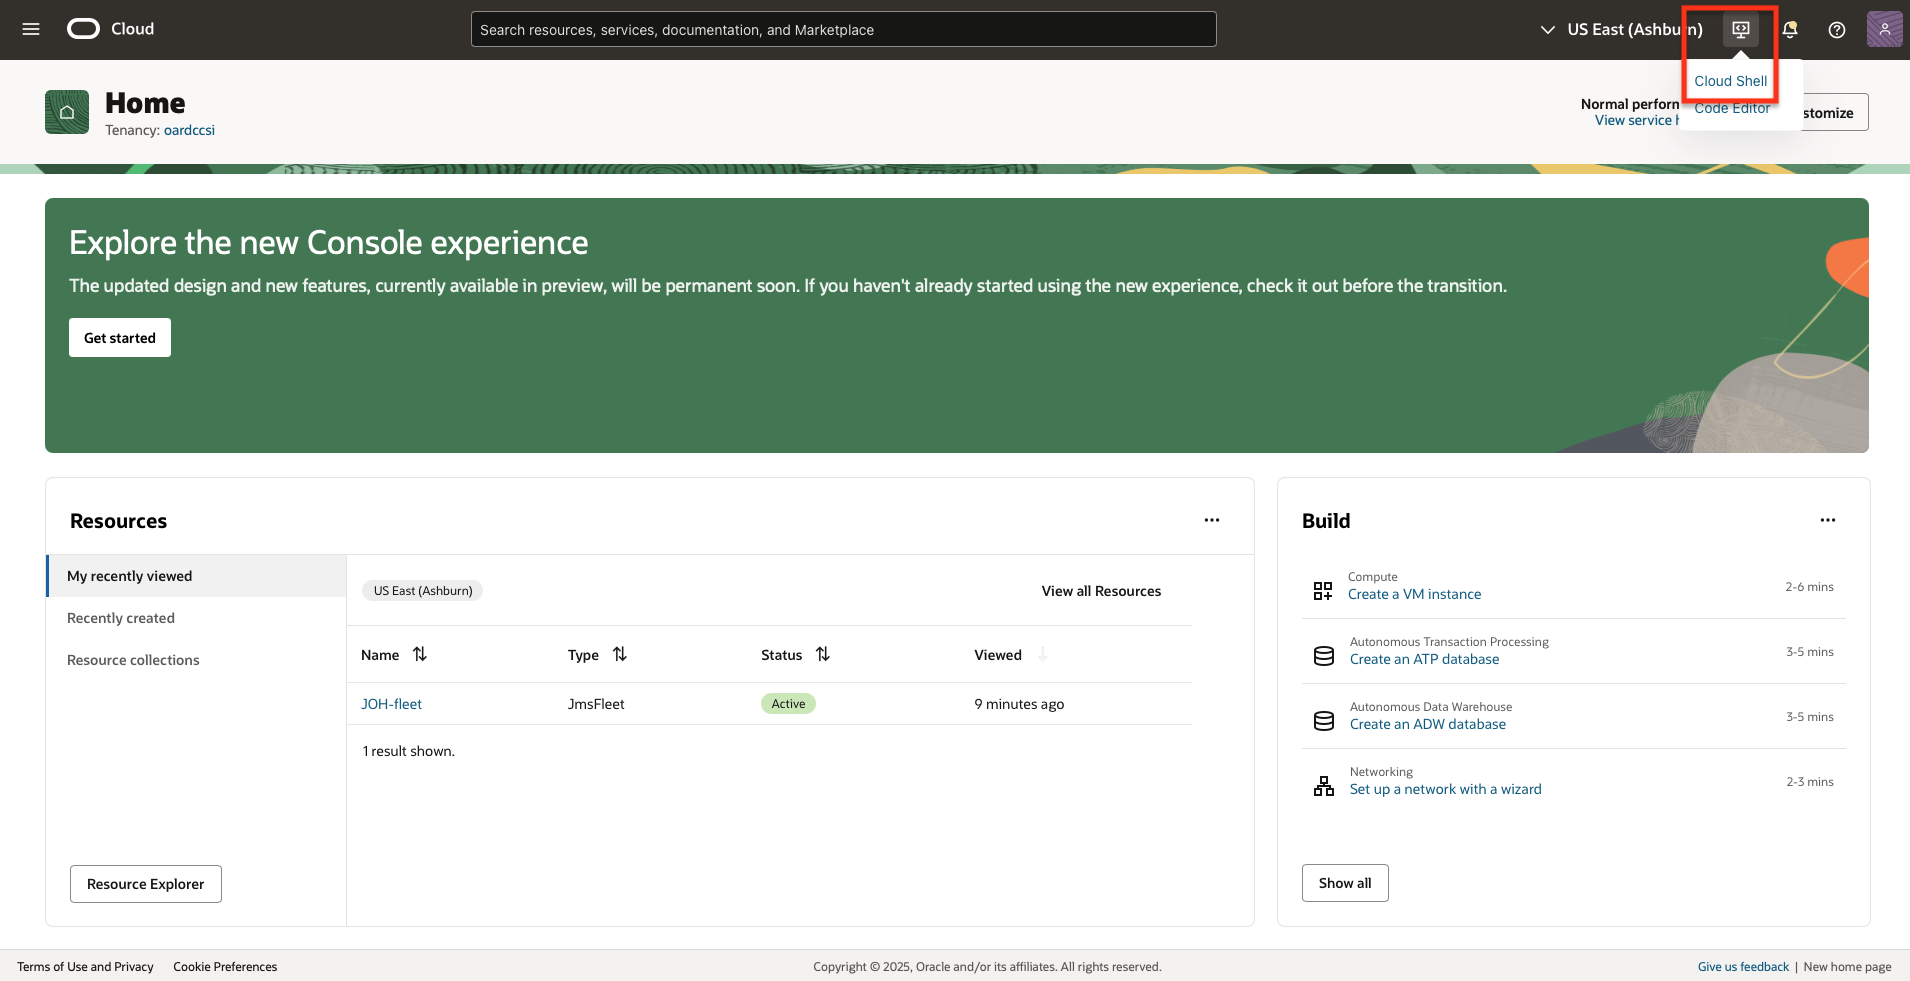 Cloud
Search resources, services, documentation, and Marketplace
US East (Ashburn)
Cloud Shell
Code Editor
Home
Tenancy: oardccsi
Normal perforn
View service h
stomize
Explore the new Console experience
The updated design and new features, currently available in preview, will be permanent soon. If you haven't already started using the new experience, check it out before the transition.
Get started
Resources
My recently viewed
Recently created
Resource collections
Resource Explorer
US East (Ashburn)
View all Resources
Name Type Status Viewed
JOH-fleet JmsFleet Active 9 minutes ago
1 result shown.
Build
Compute
Create a VM instance
2-6 mins
Autonomous Transaction Processing
Create an ATP database
3-5 mins
Autonomous Data Warehouse
Create an ADW database
3-5 mins
Networking
Set up a network with a wizard
2-3 mins
Show all
Terms of Use and Privacy Cookie Preferences Copyright © 2025, Oracle and/or its affiliates. All rights reserved. Give us feedback | New home page